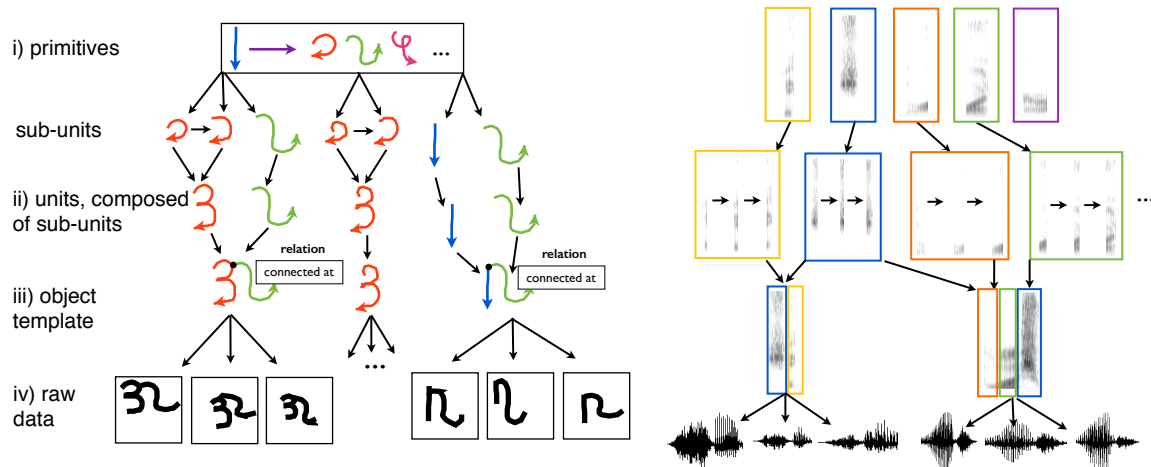 i) primitives
...
sub-units
ii) units, composed
of sub-units
relation
connected at
relation
connected at
iii) object
template
...
iv) raw
data
...